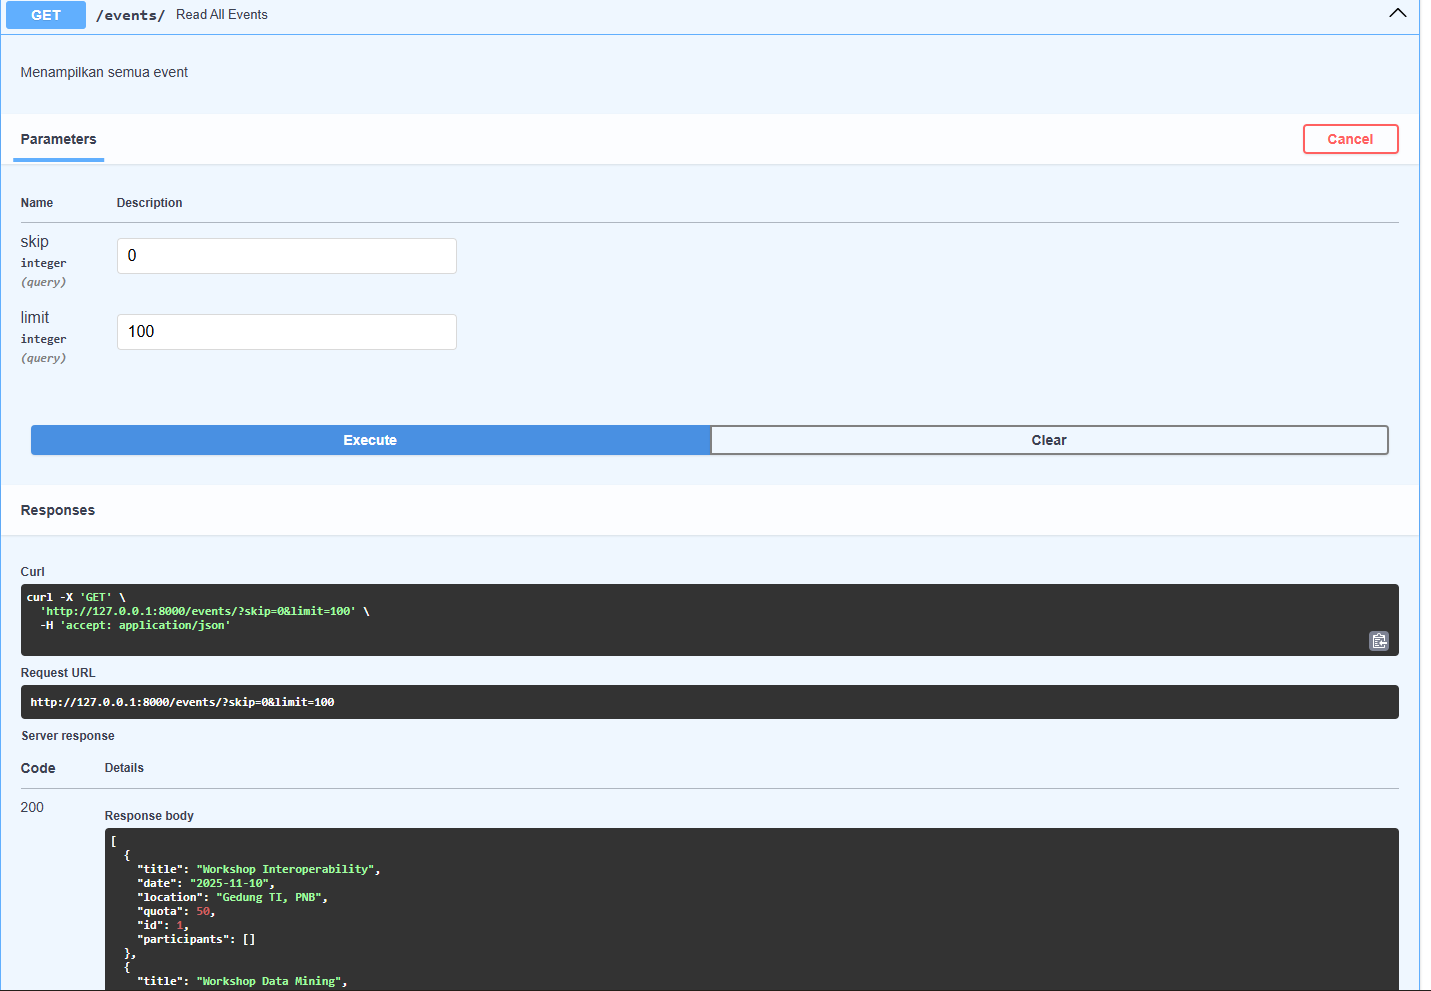 GET /events/ Read All Events
Menampilkan semua event
Parameters
Cancel
Name Description
skip
integer
(query)
0
limit
integer
(query)
100
Execute
Clear
Responses
Curl
curl -X 'GET' \
  'http://127.0.0.1:8000/events/?skip=0&limit=100' \
  -H 'accept: application/json'
Request URL
http://127.0.0.1:8000/events/?skip=0&limit=100
Server response
Code Details
200
Response body
[
  {
    "title": "Workshop Interoperability",
    "date": "2025-11-10",
    "location": "Gedung TI, PNB",
    "quota": 50,
    "id": 1,
    "participants": []
  },
  {
    "title": "Workshop Data Mining",